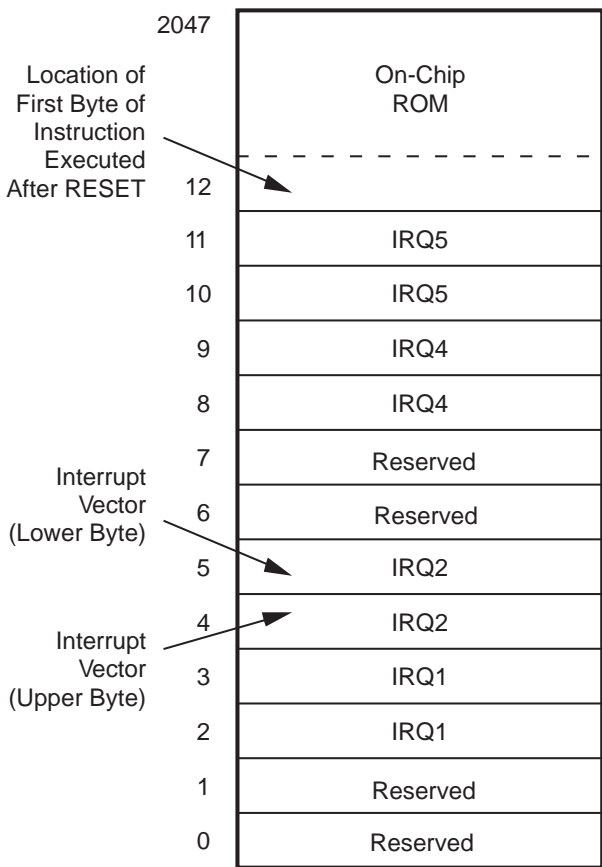 2047
Location of
First Byte of
Instruction
Executed
After RESET
On-Chip
ROM
12
11 IRQ5
10 IRQ5
9 IRQ4
8 IRQ4
7 Reserved
6 Reserved
Interrupt
Vector
(Lower Byte)
5 IRQ2
4 IRQ2
Interrupt
Vector
(Upper Byte)
3 IRQ1
2 IRQ1
1 Reserved
0 Reserved